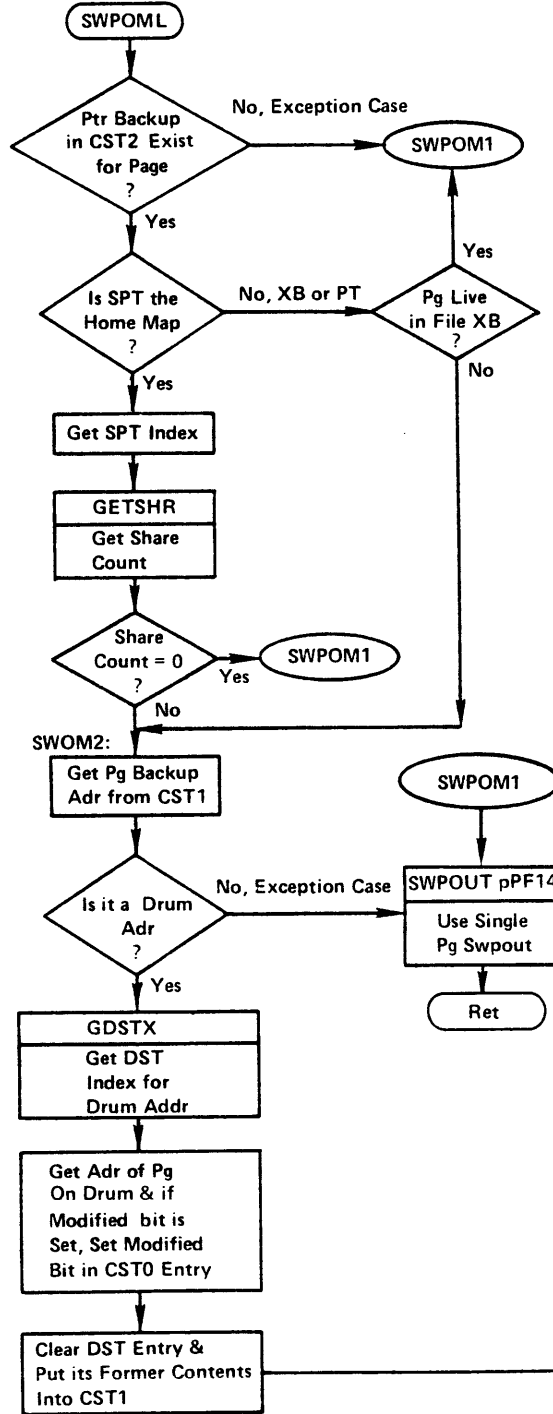 SWPOML
Ptr Backup
in CST2 Exist
for Page
?
No, Exception Case
SWPOM1
Yes
Is SPT the
Home Map
?
No, XB or PT
Pg Live
in File XB
?
Yes
No
Yes
Get SPT Index
GETSHR
Get Share
Count
Share
Count = 0
?
Yes
SWPOM1
No
SWOM2:
Get Pg Backup
Adr from CST1
SWPOM1
Is it a Drum
Adr
?
No, Exception Case
SWPOUT pPF14
Use Single
Pg Swpout
Ret
Yes
GDSTX
Get DST
Index for
Drum Addr
Get Adr of Pg
On Drum & if
Modified bit is
Set, Set Modified
Bit in CST0 Entry
Clear DST Entry &
Put its Former Contents
Into CST1